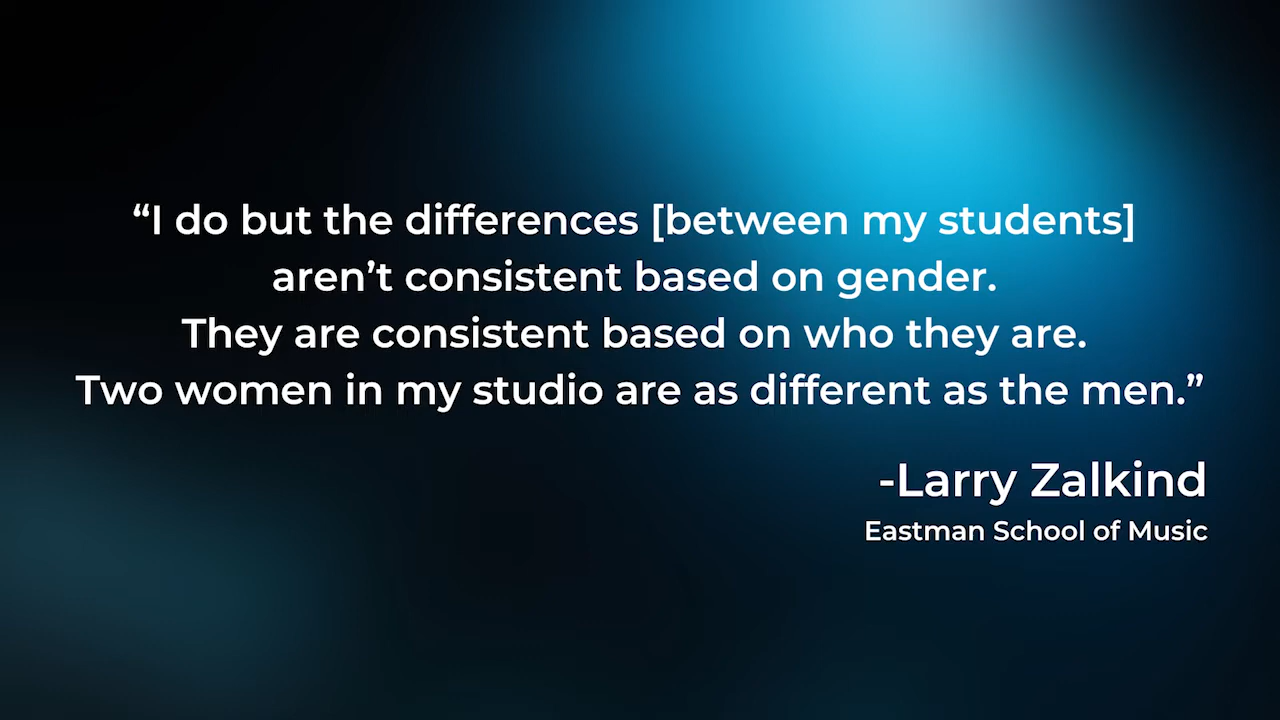 “I do but the differences [between my students]
aren’t consistent based on gender.
They are consistent based on who they are.
Two women in my studio are as different as the men.”
-Larry Zalkind
Eastman School of Music